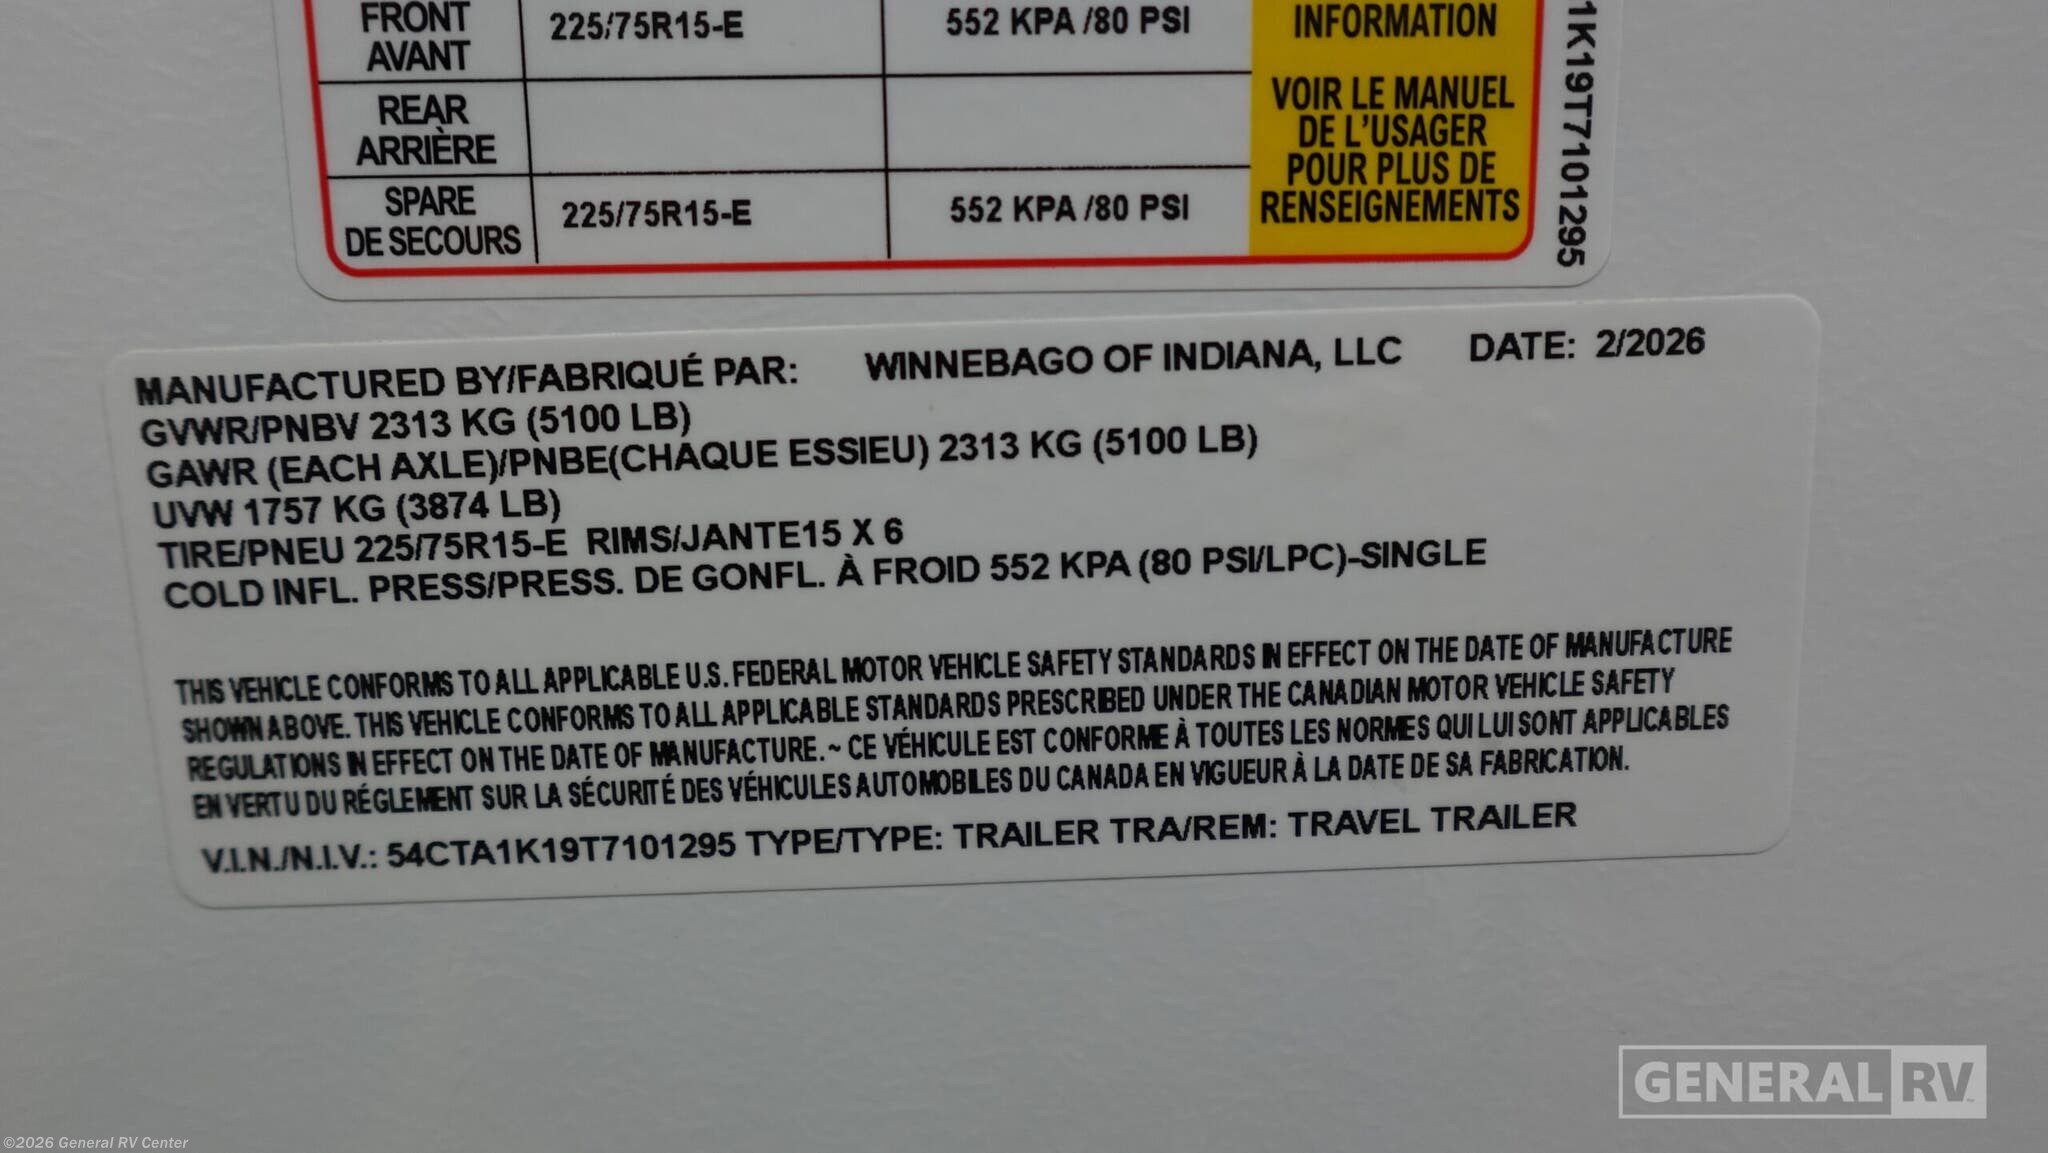 FRONT
AVANT
225/75R15-E
552 KPA /80 PSI
INFORMATION
REAR
ARRIÈRE
VOIR LE MANUEL
DE L'USAGER
POUR PLUS DE
RENSEIGNEMENTS
SPARE
DE SECOURS
225/75R15-E
552 KPA /80 PSI
1K19T7101295
MANUFACTURED BY/FABRIQUÉ PAR: WINNEBAGO OF INDIANA, LLC DATE: 2/2026
GVWR/PNBV 2313 KG (5100 LB)
GAWR (EACH AXLE)/PNBE(CHAQUE ESSIEU) 2313 KG (5100 LB)
UVW 1757 KG (3874 LB)
TIRE/PNEU 225/75R15-E RIMS/JANTE15 X 6
COLD INFL. PRESS/PRESS. DE GONFL. À FROID 552 KPA (80 PSI/LPC)-SINGLE
THIS VEHICLE CONFORMS TO ALL APPLICABLE U.S. FEDERAL MOTOR VEHICLE SAFETY STANDARDS IN EFFECT ON THE DATE OF MANUFACTURE
SHOWN ABOVE. THIS VEHICLE CONFORMS TO ALL APPLICABLE STANDARDS PRESCRIBED UNDER THE CANADIAN MOTOR VEHICLE SAFETY
REGULATIONS IN EFFECT ON THE DATE OF MANUFACTURE. ~ CE VÉHICULE EST CONFORME À TOUTES LES NORMES QUI LUI SONT APPLICABLES
EN VERTU DU RÉGLEMENT SUR LA SÉCURITÉ DES VÉHICULES AUTOMOBILES DU CANADA EN VIGUEUR À LA DATE DE SA FABRICATION.
V.I.N./N.I.V.: 54CTA1K19T7101295 TYPE/TYPE: TRAILER TRA/REM: TRAVEL TRAILER
GENERAL RV
©2026 General RV Center